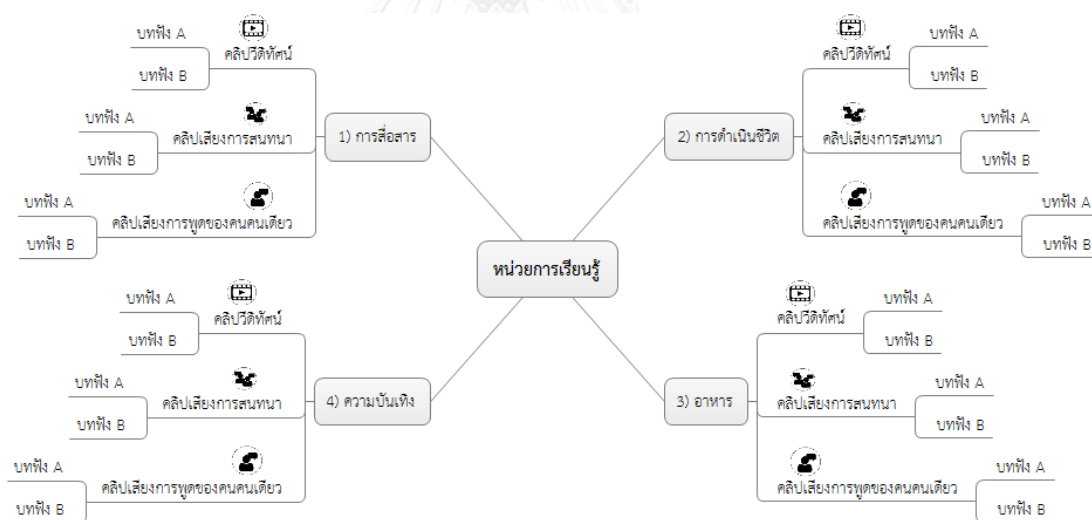 หน่วยการเรียนรู้
1) การสื่อสาร
คลิปวีดิทัศน์
บทฟัง A
บทฟัง B
คลิปเสียงการสนทนา
บทฟัง A
บทฟัง B
คลิปเสียงการพูดของคนคนเดียว
บทฟัง A
บทฟัง B
2) การดำเนินชีวิต
คลิปวีดิทัศน์
บทฟัง A
บทฟัง B
คลิปเสียงการสนทนา
บทฟัง A
บทฟัง B
คลิปเสียงการพูดของคนคนเดียว
บทฟัง A
บทฟัง B
3) อาหาร
คลิปวีดิทัศน์
บทฟัง A
บทฟัง B
คลิปเสียงการสนทนา
บทฟัง A
บทฟัง B
คลิปเสียงการพูดของคนคนเดียว
บทฟัง A
บทฟัง B
4) ความบันเทิง
คลิปวีดิทัศน์
บทฟัง A
บทฟัง B
คลิปเสียงการสนทนา
บทฟัง A
บทฟัง B
คลิปเสียงการพูดของคนคนเดียว
บทฟัง A
บทฟัง B